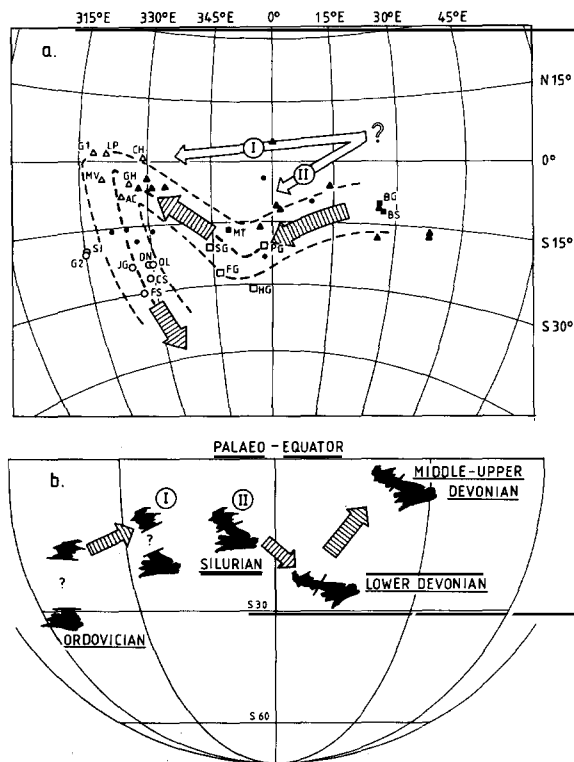 315°E 330°E 345°E 0°E 15°E 30°E 45°E
a.
N 15°
0°
S 15°
S 30°
?
I
II
G1 LP CH
MV GH
AC
BG
BS
MT
SG PG
FG
HG
SJ
G2
JG DN OL
CS
FS
PALAEO-EQUATOR
b.
I
II
MIDDLE-UPPER
DEVONIAN
?
?
SILURIAN
LOWER DEVONIAN
ORDOVICIAN
S30
S60